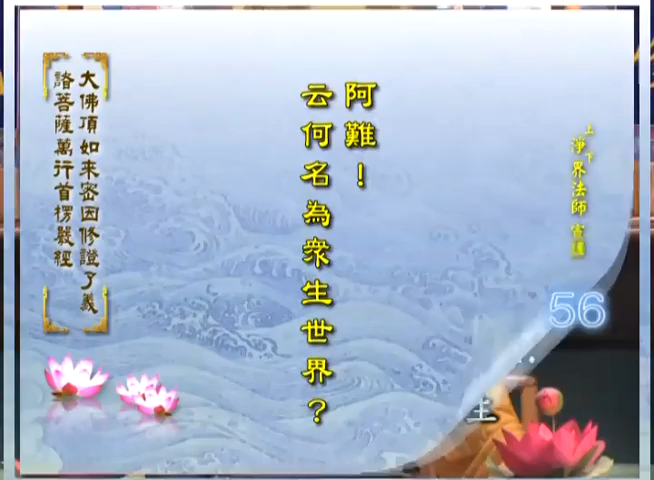 上淨下界法師 宣講
56
阿難！
云何名為眾生世界？
大佛頂如來密因修證了義
諸菩薩萬行首楞嚴經
主